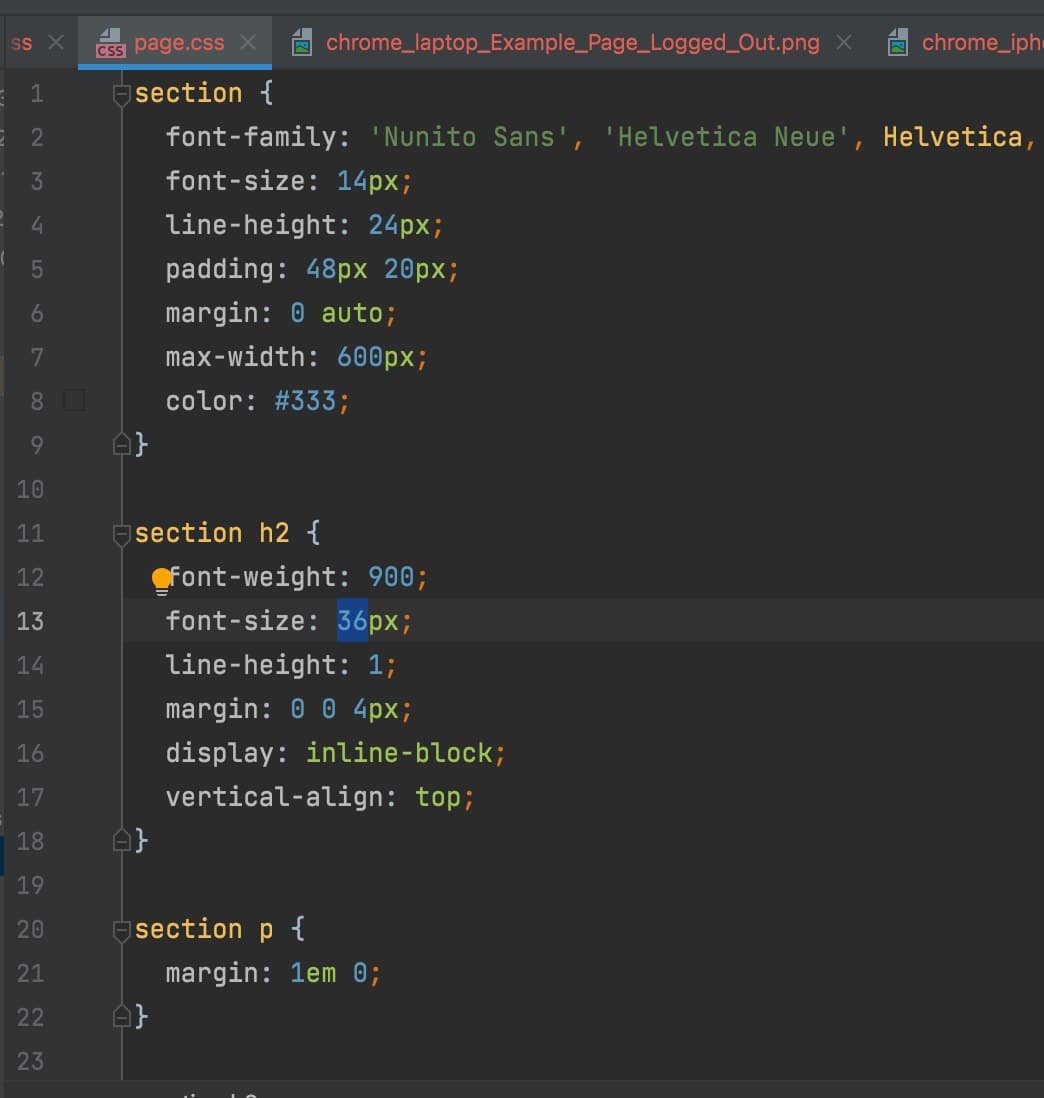 ss page.css chrome_laptop_Example_Page_Logged_Out.png chrome_iph
1 section {
2 font-family: 'Nunito Sans', 'Helvetica Neue', Helvetica,
3 font-size: 14px;
4 line-height: 24px;
5 padding: 48px 20px;
6 margin: 0 auto;
7 max-width: 600px;
8 color: #333;
9 }
10
11 section h2 {
12 font-weight: 900;
13 font-size: 36px;
14 line-height: 1;
15 margin: 0 0 4px;
16 display: inline-block;
17 vertical-align: top;
18 }
19
20 section p {
21 margin: 1em 0;
22 }
23